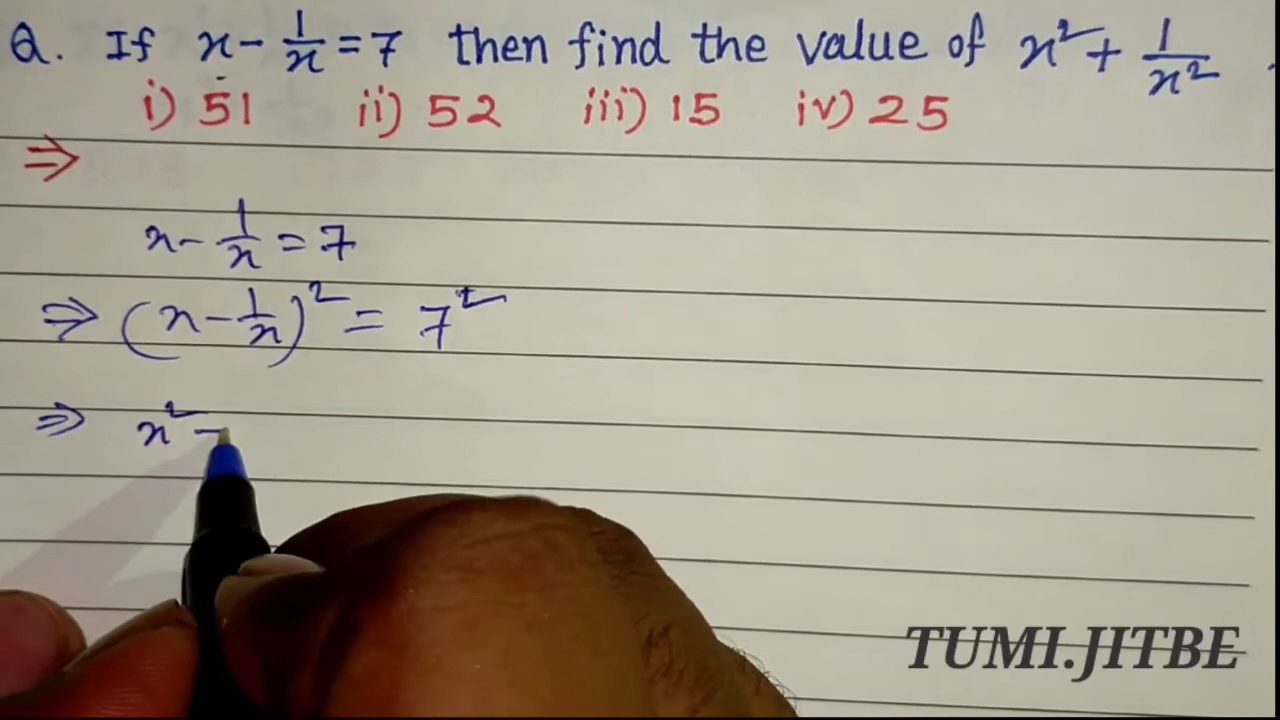 Q. If x - 1/x = 7 then find the value of x² + 1/x².
i) 51 ii) 52 iii) 15 iv) 25
⇒
x - 1/x = 7
⇒ (x - 1/x)² = 7²
⇒ x² -
TUMI.JITBE